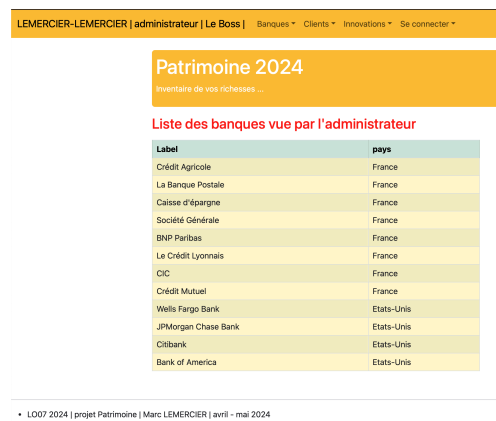 LEMERCIER-LEMERCIER | administrateur | Le Boss | Banques Clients Innovations Se connecter
Patrimoine 2024
Inventaire de vos richesses ...
Liste des banques vue par l'administrateur
Label pays
Crédit Agricole France
La Banque Postale France
Caisse d'épargne France
Société Générale France
BNP Paribas France
Le Crédit Lyonnais France
CIC France
Crédit Mutuel France
Wells Fargo Bank Etats-Unis
JPMorgan Chase Bank Etats-Unis
Citibank Etats-Unis
Bank of America Etats-Unis
• LO07 2024 | projet Patrimoine | Marc LEMERCIER | avril - mai 2024